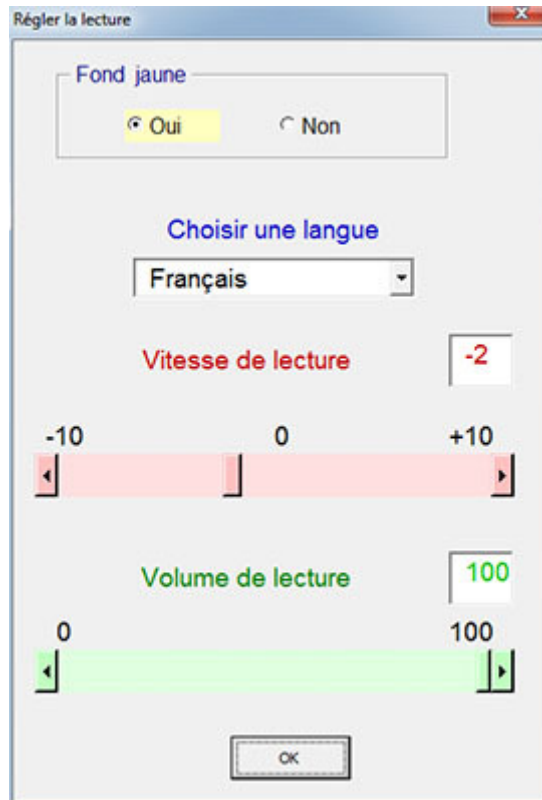 Régler la lecture
Fond jaune
Oui Non
Choisir une langue
Français
Vitesse de lecture -2
-10 0 +10
Volume de lecture 100
0 100
OK